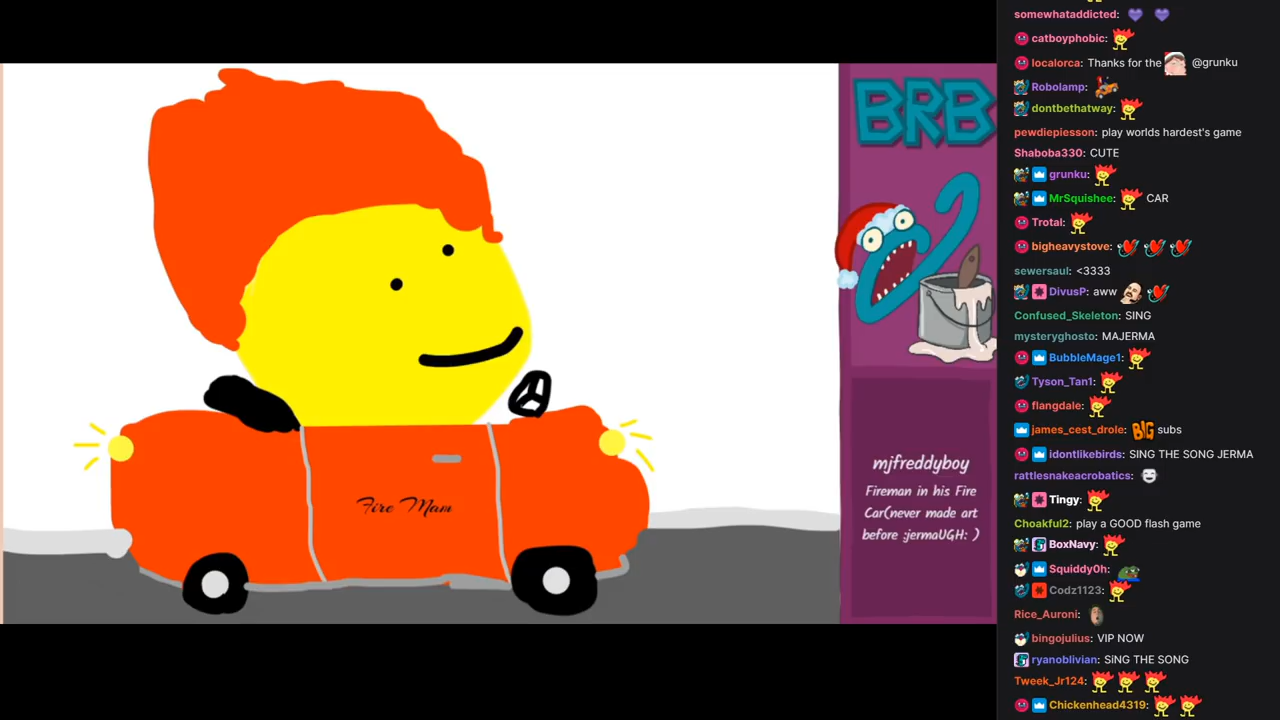 Fire Mam
BRB
2
mjfreddyboy
Fireman in his Fire
Car(never made art
before :jermaUGH: )
somewhataddicted:
catboyphobic:
localorca: Thanks for the @grunku
Robolamp:
dontbethatway:
pewdiepiesson: play worlds hardest's game
Shaboba330: CUTE
grunku:
MrSquishee: CAR
Trotal:
bigheavystove:
sewersaul: <3333
DivusP: aww
Confused_Skeleton: SING
mysteryghosto: MAJERMA
BubbleMage1:
Tyson_Tan1:
flangdale:
james_cest_drole: BIG subs
idontlikebirds: SING THE SONG JERMA
rattlesnakeacrobatics:
Tingy:
Choakful2: play a GOOD flash game
BoxNavy:
Squiddy0h:
Codz1123:
Rice_Auroni:
bingojulius: VIP NOW
ryanoblivian: SiNG THE SONG
Tweek_Jr124:
Chickenhead4319: